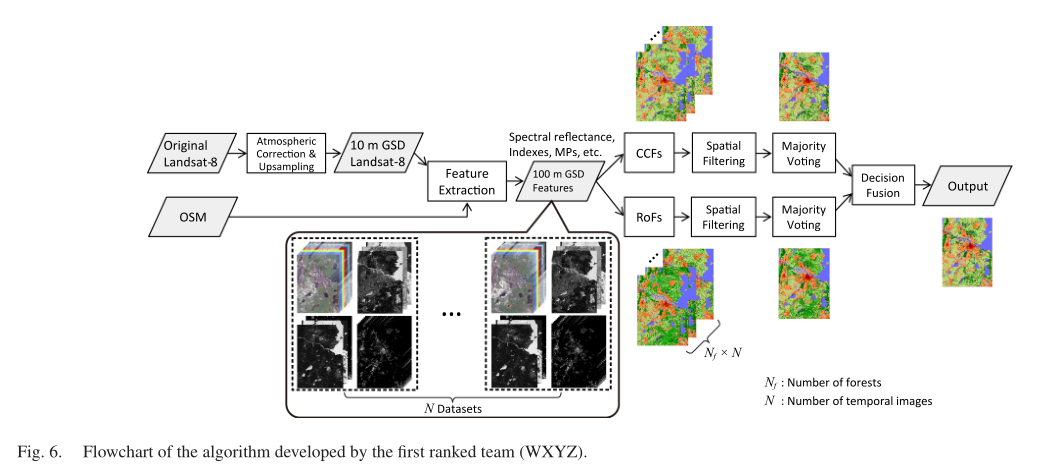 Original
Landsat-8
Atmospheric
Correction &
Upsampling
10 m GSD
Landsat-8
OSM
Feature
Extraction
Spectral reflectance,
Indexes, MPs, etc.
100 m GSD
Features
CCFs
Spatial
Filtering
Majority
Voting
RoFs
Spatial
Filtering
Majority
Voting
Decision
Fusion
Output
...
...
...
N Datasets
Nf × N
Nf : Number of forests
N : Number of temporal images
Fig. 6. Flowchart of the algorithm developed by the first ranked team (WXYZ).